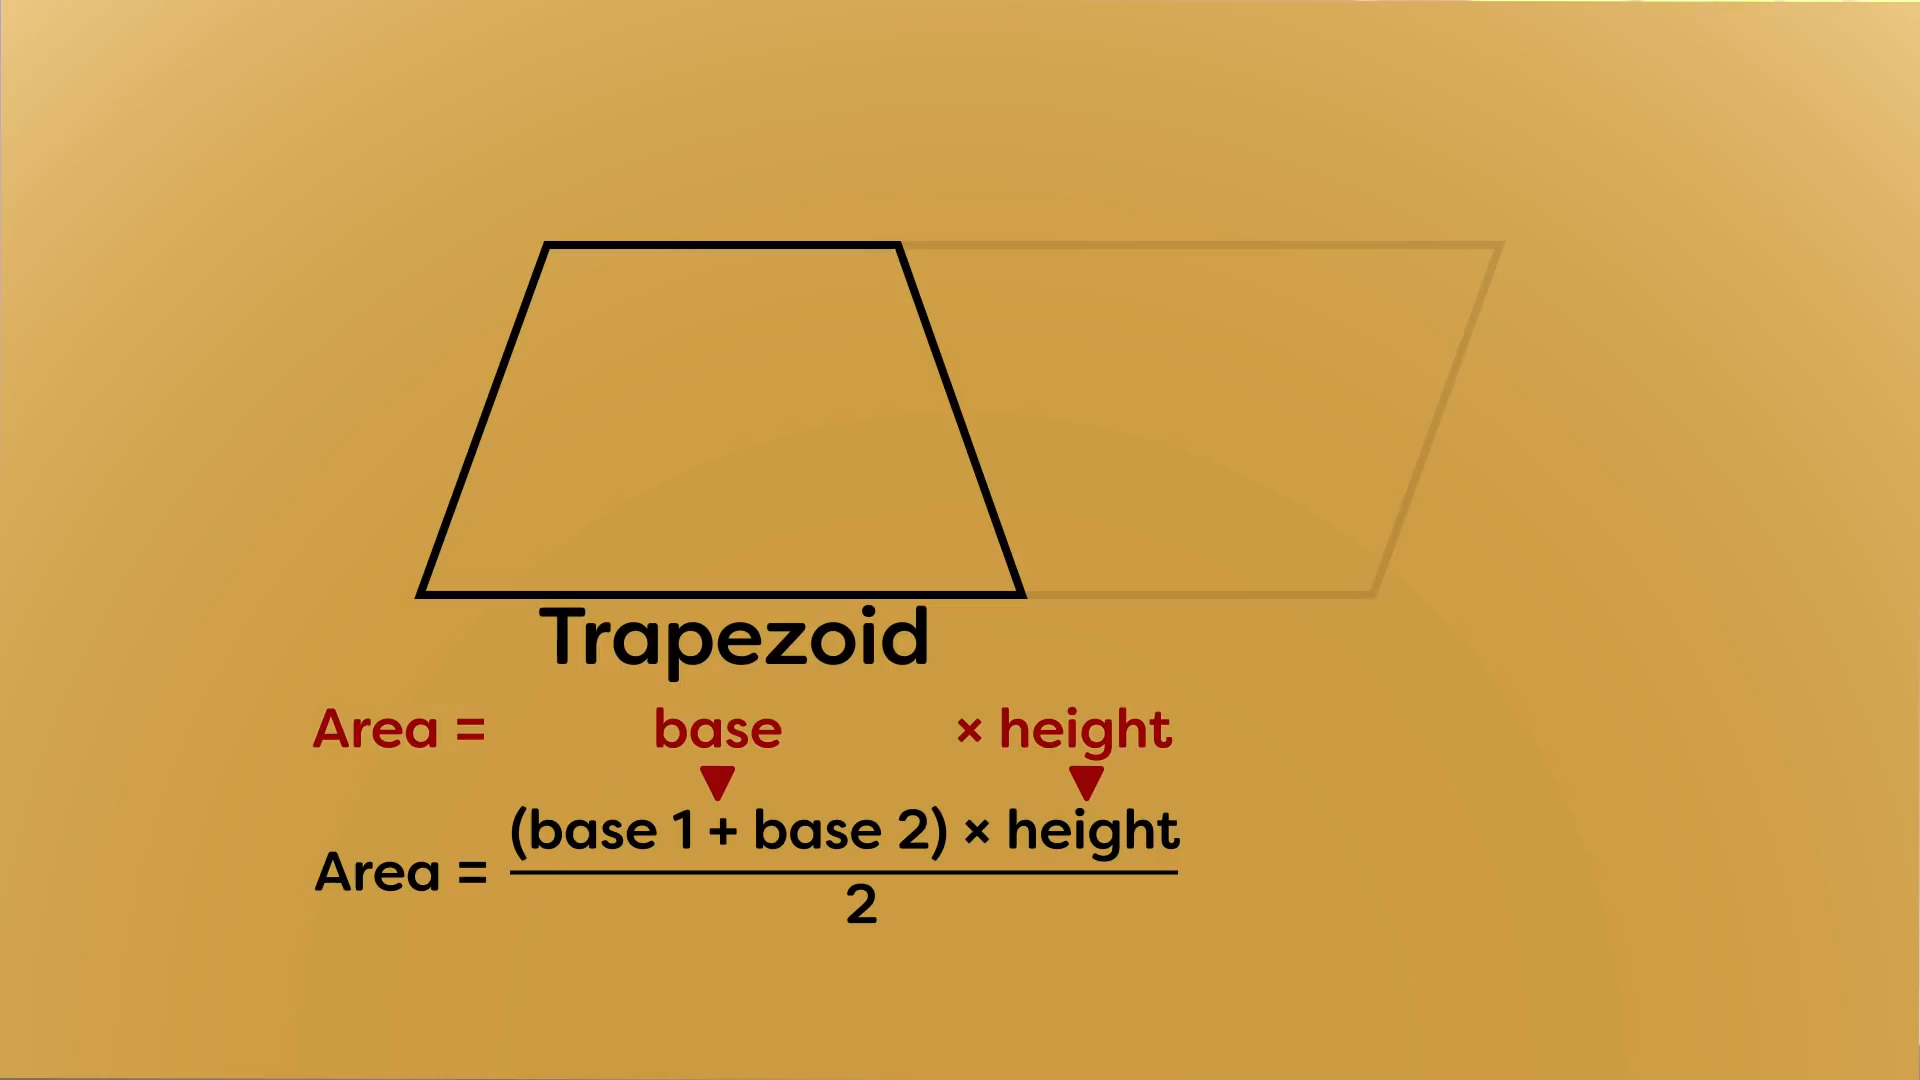 Trapezoid
Area = base × height
Area = (base 1 + base 2) × height
2